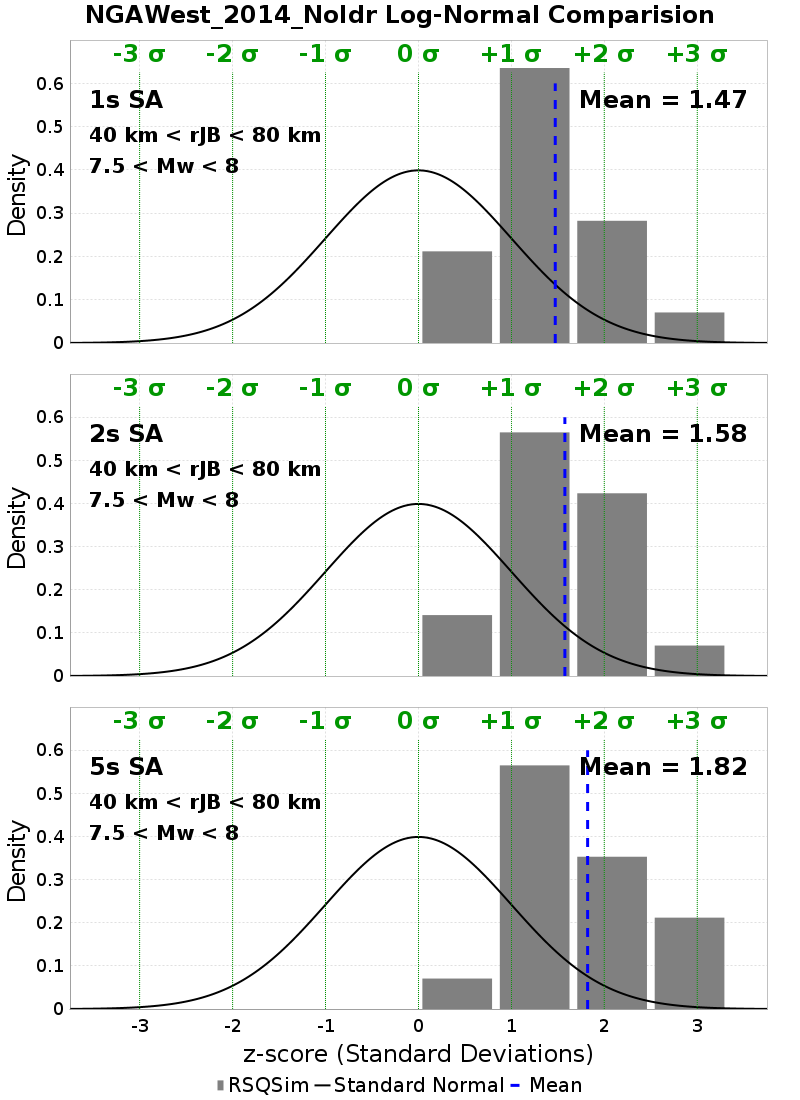 NGAWest_2014_NoIdr Log-Normal Comparision
-3 σ -2 σ -1 σ 0 σ +1 σ +2 σ +3 σ
1s SA
Mean = 1.47
40 km < rJB < 80 km
7.5 < Mw < 8
Density
0.6
0.5
0.4
0.3
0.2
0.1
0
-3 σ -2 σ -1 σ 0 σ +1 σ +2 σ +3 σ
2s SA
Mean = 1.58
40 km < rJB < 80 km
7.5 < Mw < 8
Density
0.6
0.5
0.4
0.3
0.2
0.1
0
-3 σ -2 σ -1 σ 0 σ +1 σ +2 σ +3 σ
5s SA
Mean = 1.82
40 km < rJB < 80 km
7.5 < Mw < 8
Density
0.6
0.5
0.4
0.3
0.2
0.1
0
-3 -2 -1 0 1 2 3
z-score (Standard Deviations)
RSQSim Standard Normal Mean